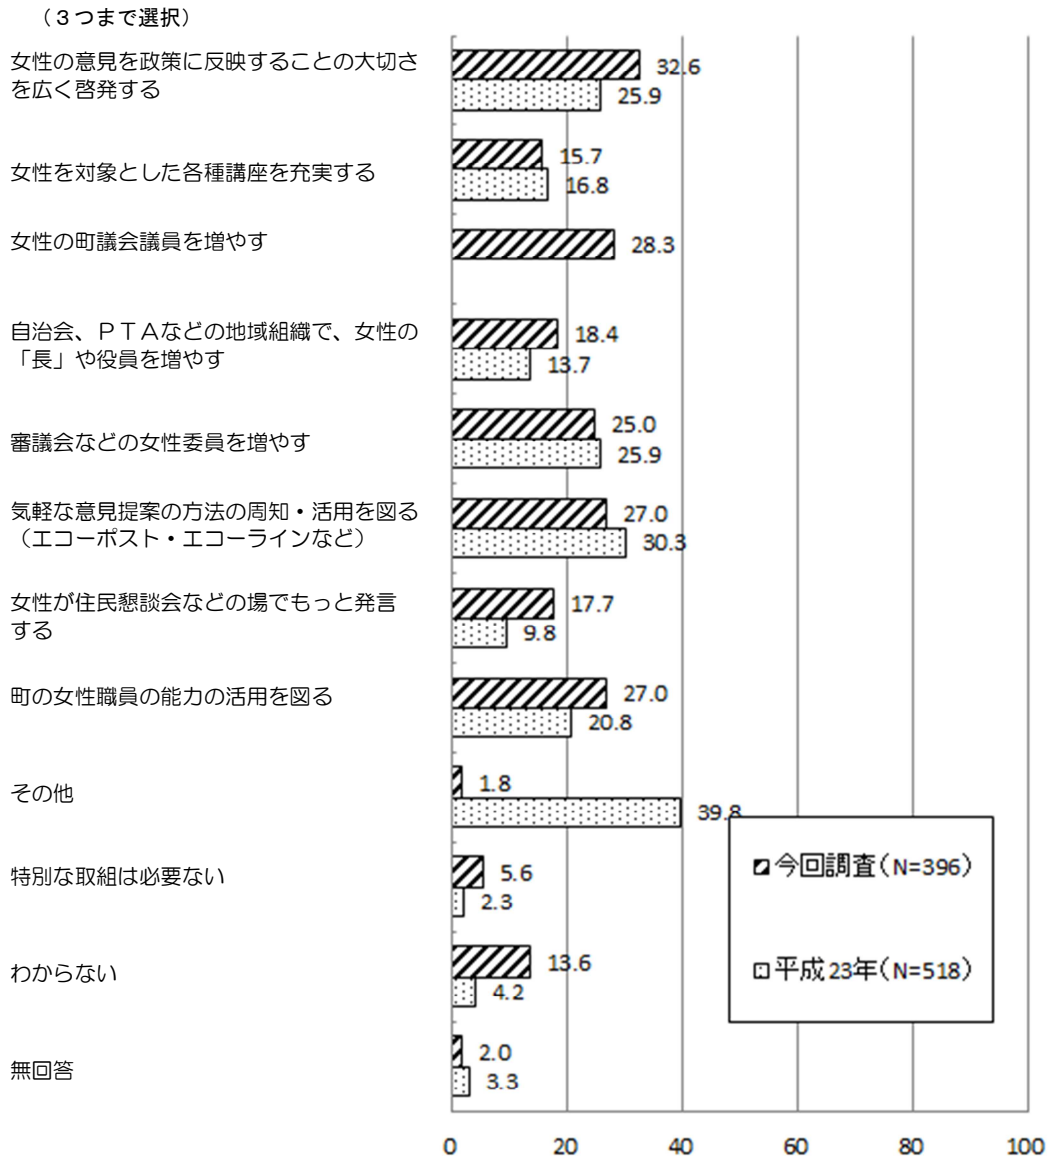 （３つまで選択）
女性の意見を政策に反映することの大切さ
を広く啓発する
32.6
25.9
女性を対象とした各種講座を充実する
15.7
16.8
女性の町議会議員を増やす
28.3
自治会、ＰＴＡなどの地域組織で、女性の
「長」や役員を増やす
18.4
13.7
審議会などの女性委員を増やす
25.0
25.9
気軽な意見提案の方法の周知・活用を図る
（エコーポスト・エコーラインなど）
27.0
30.3
女性が住民懇談会などの場でもっと発言
する
17.7
9.8
町の女性職員の能力の活用を図る
27.0
20.8
その他
1.8
39.8
特別な取組は必要ない
5.6
2.3
わからない
13.6
4.2
無回答
2.0
3.3
今回調査(N=396)
平成23年(N=518)
0 20 40 60 80 100